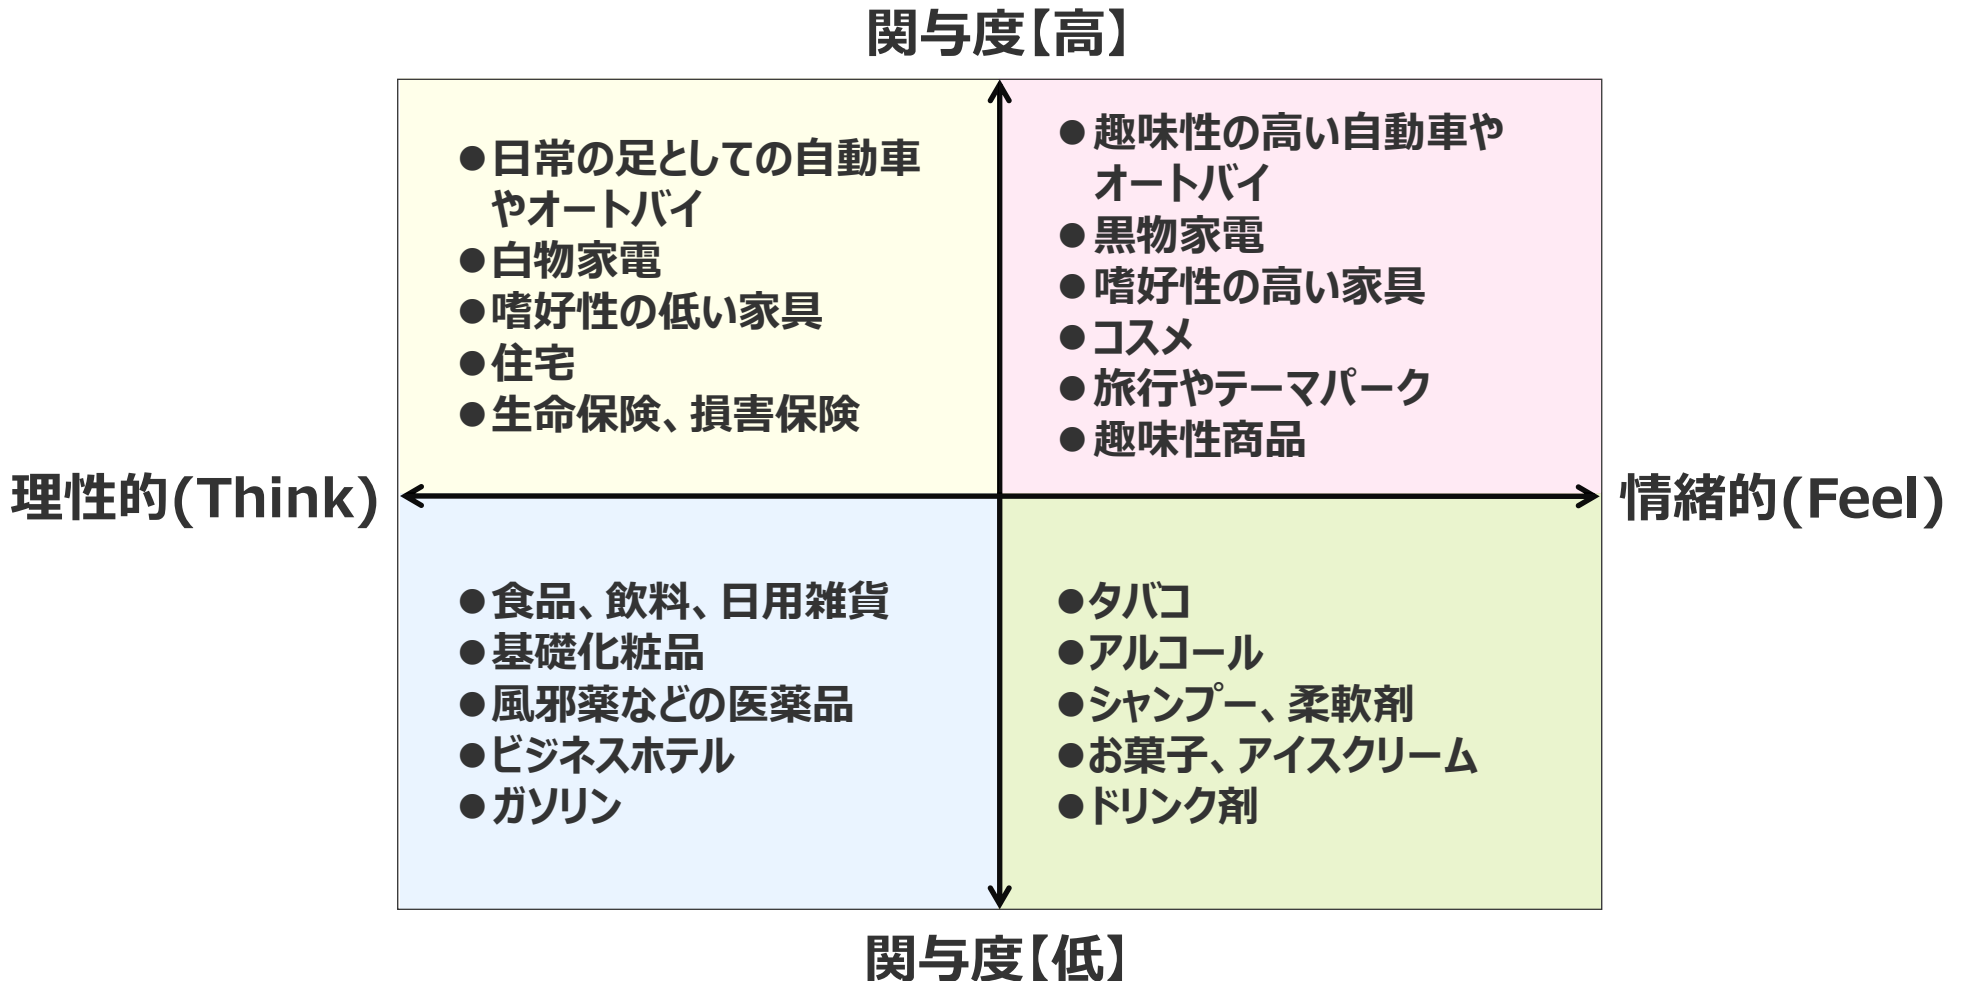 関与度【高】
●日常の足としての自動車
やオートバイ
●白物家電
●嗜好性の低い家具
●住宅
●生命保険、損害保険
●趣味性の高い自動車や
オートバイ
●黒物家電
●嗜好性の高い家具
●コスメ
●旅行やテーマパーク
●趣味性商品
理性的(Think)
情緒的(Feel)
●食品、飲料、日用雑貨
●基礎化粧品
●風邪薬などの医薬品
●ビジネスホテル
●ガソリン
●タバコ
●アルコール
●シャンプー、柔軟剤
●お菓子、アイスクリーム
●ドリンク剤
関与度【低】